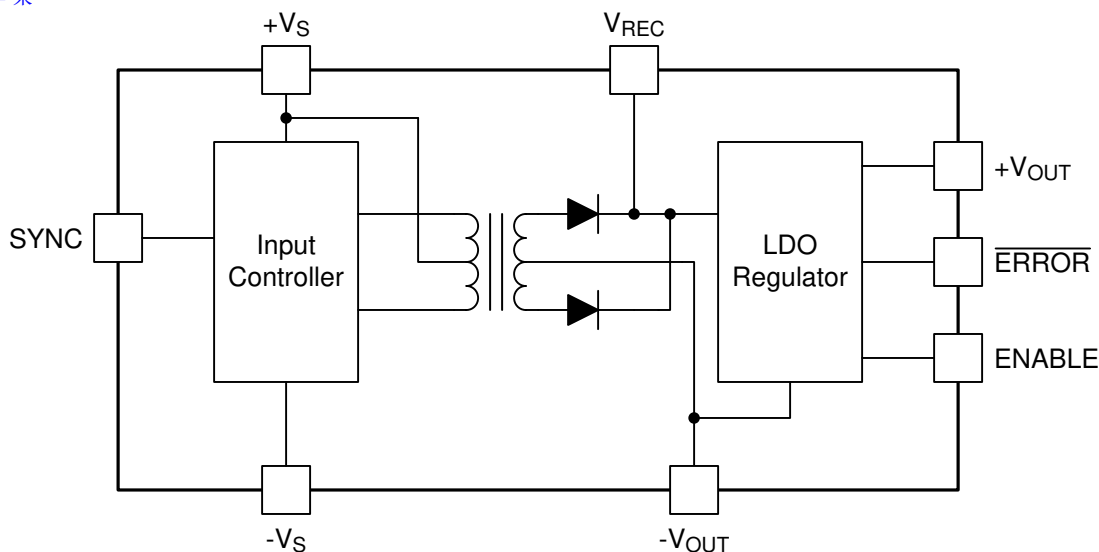 +VS
VREC
SYNC
Input
Controller
LDO
Regulator
+VOUT
ERROR
ENABLE
-VS
-VOUT